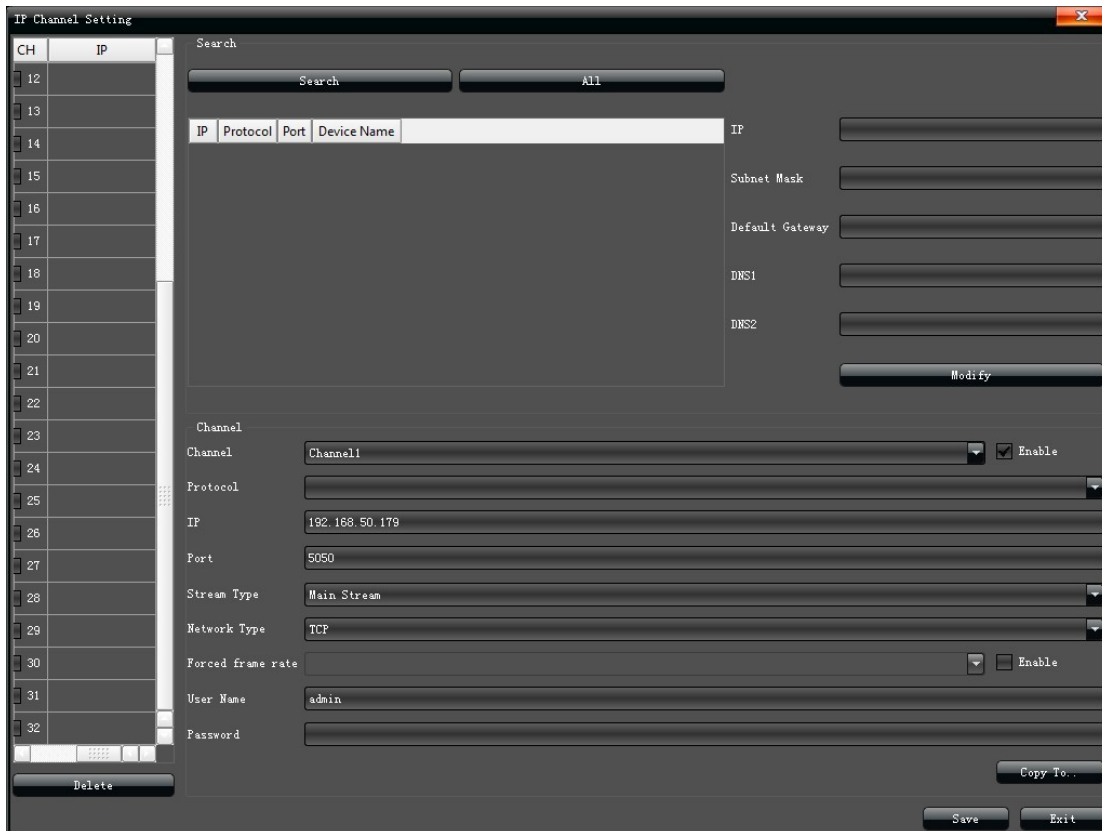 IP Channel Setting
CH IP
12
13
14
15
16
17
18
19
20
21
22
23
24
25
26
27
28
29
30
31
32
Delete
Search
Search All
IP Protocol Port Device Name
IP
Subnet Mask
Default Gateway
DNS1
DNS2
Modify
Channel
Channel Channel1 Enable
Protocol
IP 192.168.50.179
Port 5050
Stream Type Main Stream
Network Type TCP
Forced frame rate Enable
User Name admin
Password
Copy To..
Save Exit